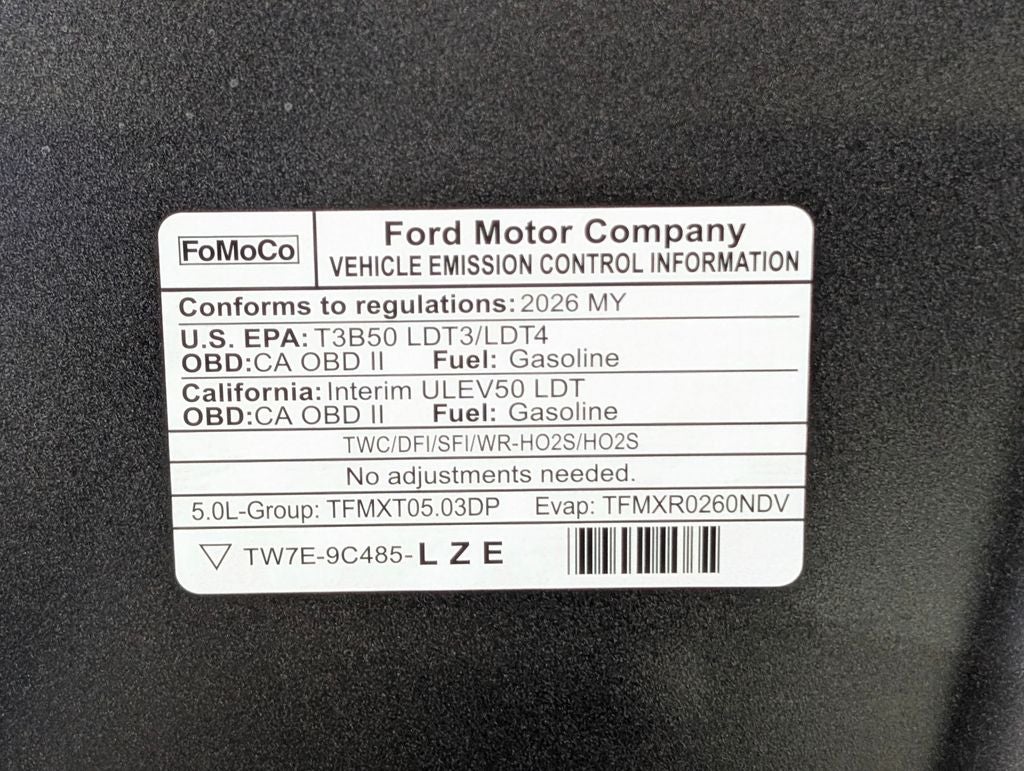 FoMoCo
Ford Motor Company
VEHICLE EMISSION CONTROL INFORMATION
Conforms to regulations: 2026 MY
U.S. EPA: T3B50 LDT3/LDT4
OBD:CA OBD II Fuel: Gasoline
California: Interim ULEV50 LDT
OBD:CA OBD II Fuel: Gasoline
TWC/DFI/SFI/WR-HO2S/HO2S
No adjustments needed.
5.0L-Group: TFMXT05.03DP Evap: TFMXR0260NDV
TW7E-9C485-L Z E